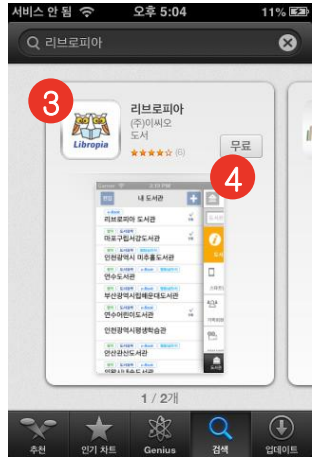 서비스 안 됨 오후 5:04 11%
리브로피아
3
리브로피아
(주)이씨오
도서
(6)
무료
Libropia
4
내 도서관
리브로피아 도서관
마포구립서강도서관
인천광역시 미추홀도서관
연수도서관
부산광역시립해운대도서관
연수어린이도서관
인천광역시평생학습관
안산관산도서관
1 / 2개
추천 인기 차트 Genius 검색 업데이트